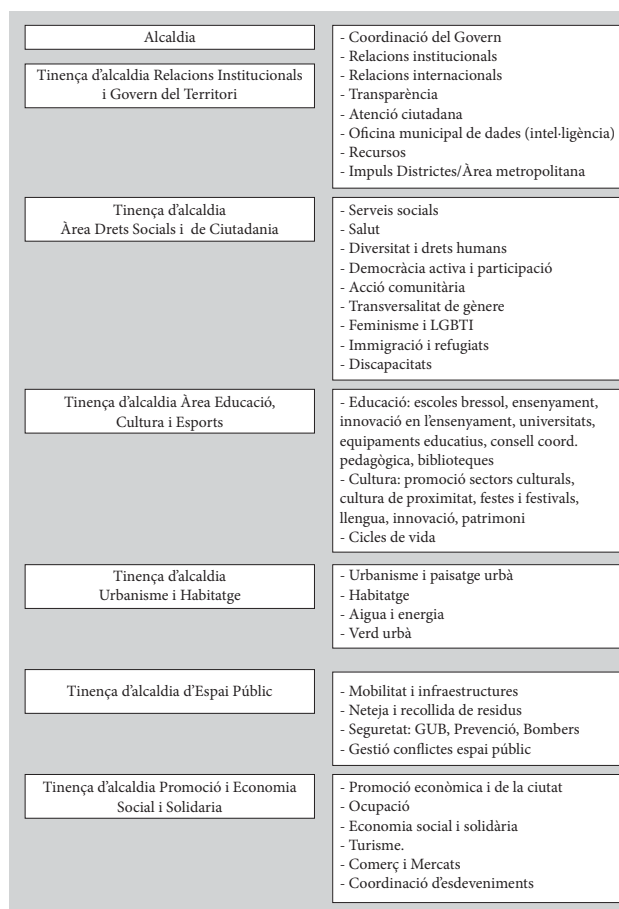 Alcaldia
Tinença d'alcaldia Relacions Institucionals
i Govern del Territori
- Coordinació del Govern
- Relacions institucionals
- Relacions internacionals
- Transparència
- Atenció ciutadana
- Oficina municipal de dades (intel·ligència)
- Recursos
- Impuls Districtes/Àrea metropolitana
Tinença d'alcaldia
Àrea Drets Socials i de Ciutadania
- Serveis socials
- Salut
- Diversitat i drets humans
- Democràcia activa i participació
- Acció comunitària
- Transversalitat de gènere
- Feminisme i LGBTI
- Immigració i refugiats
- Discapacitats
Tinença d'alcaldia Àrea Educació,
Cultura i Esports
- Educació: escoles bressol, ensenyament,
innovació en l'ensenyament, universitats,
equipaments educatius, consell coord.
pedagògica, biblioteques
- Cultura: promoció sectors culturals,
cultura de proximitat, festes i festivals,
llengua, innovació, patrimoni
- Cicles de vida
Tinença d'alcaldia
Urbanisme i Habitatge
- Urbanisme i paisatge urbà
- Habitatge
- Aigua i energia
- Verd urbà
Tinença d'alcaldia d'Espai Públic
- Mobilitat i infraestructures
- Neteja i recollida de residus
- Seguretat: GUB, Prevenció, Bombers
- Gestió conflictes espai públic
Tinença d'alcaldia Promoció i Economia
Social i Solidaria
- Promoció econòmica i de la ciutat
- Ocupació
- Economia social i solidària
- Turisme.
- Comerç i Mercats
- Coordinació d'esdeveniments